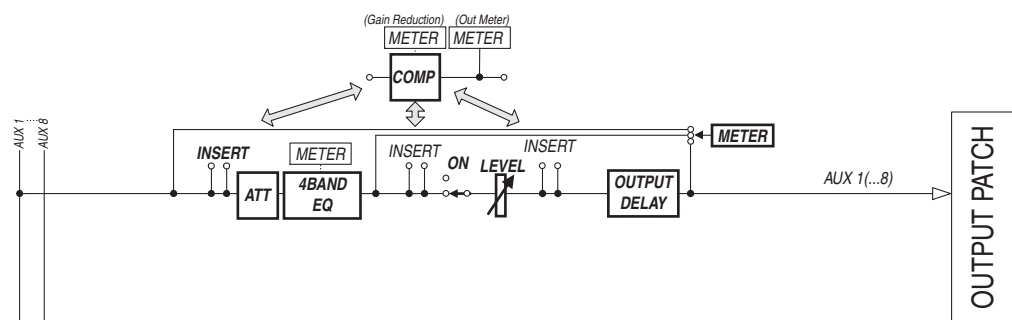 (Gain Reduction) (Out Meter)
METER METER
COMP
AUX 1
AUX 8
METER
INSERT
METER
INSERT
ON
LEVEL
INSERT
ATT
4BAND
EQ
OUTPUT
DELAY
AUX 1(...8)
OUTPUT PATCH